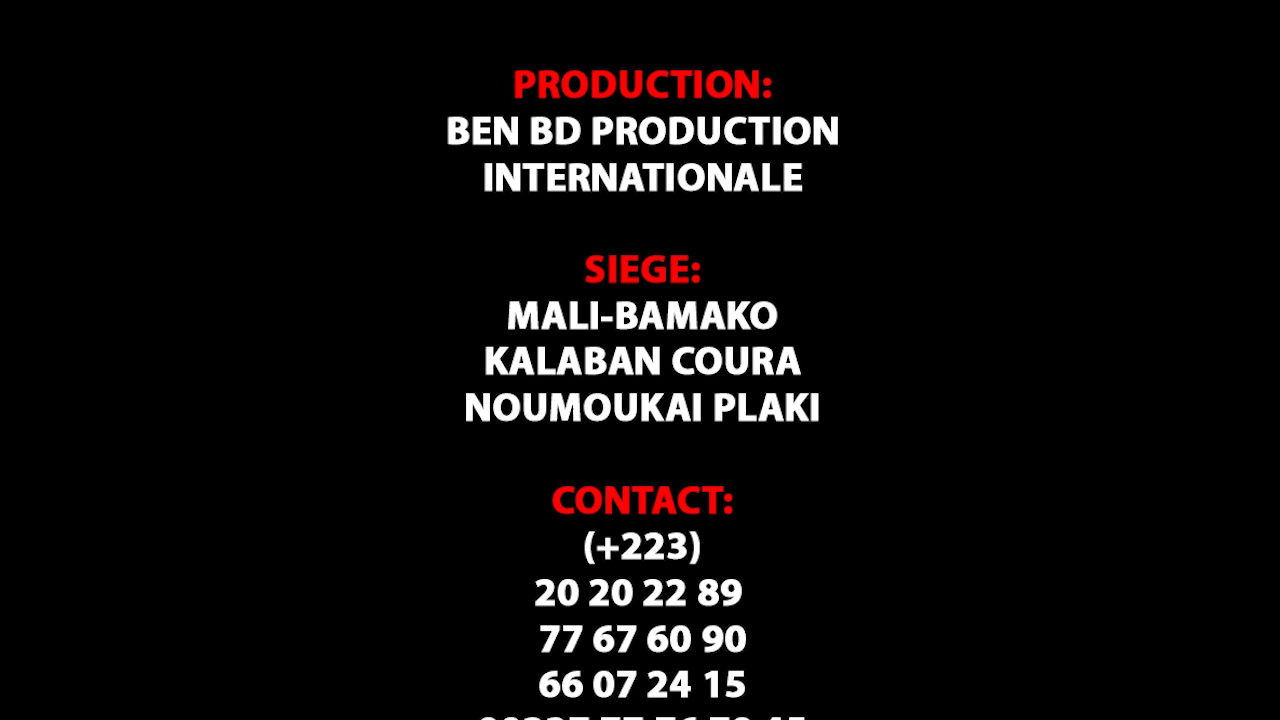 PRODUCTION:
BEN BD PRODUCTION
INTERNATIONALE
SIEGE:
MALI-BAMAKO
KALABAN COURA
NOUMOUKAI PLAKI
CONTACT:
(+223)
20 20 22 89
77 67 60 90
66 07 24 15